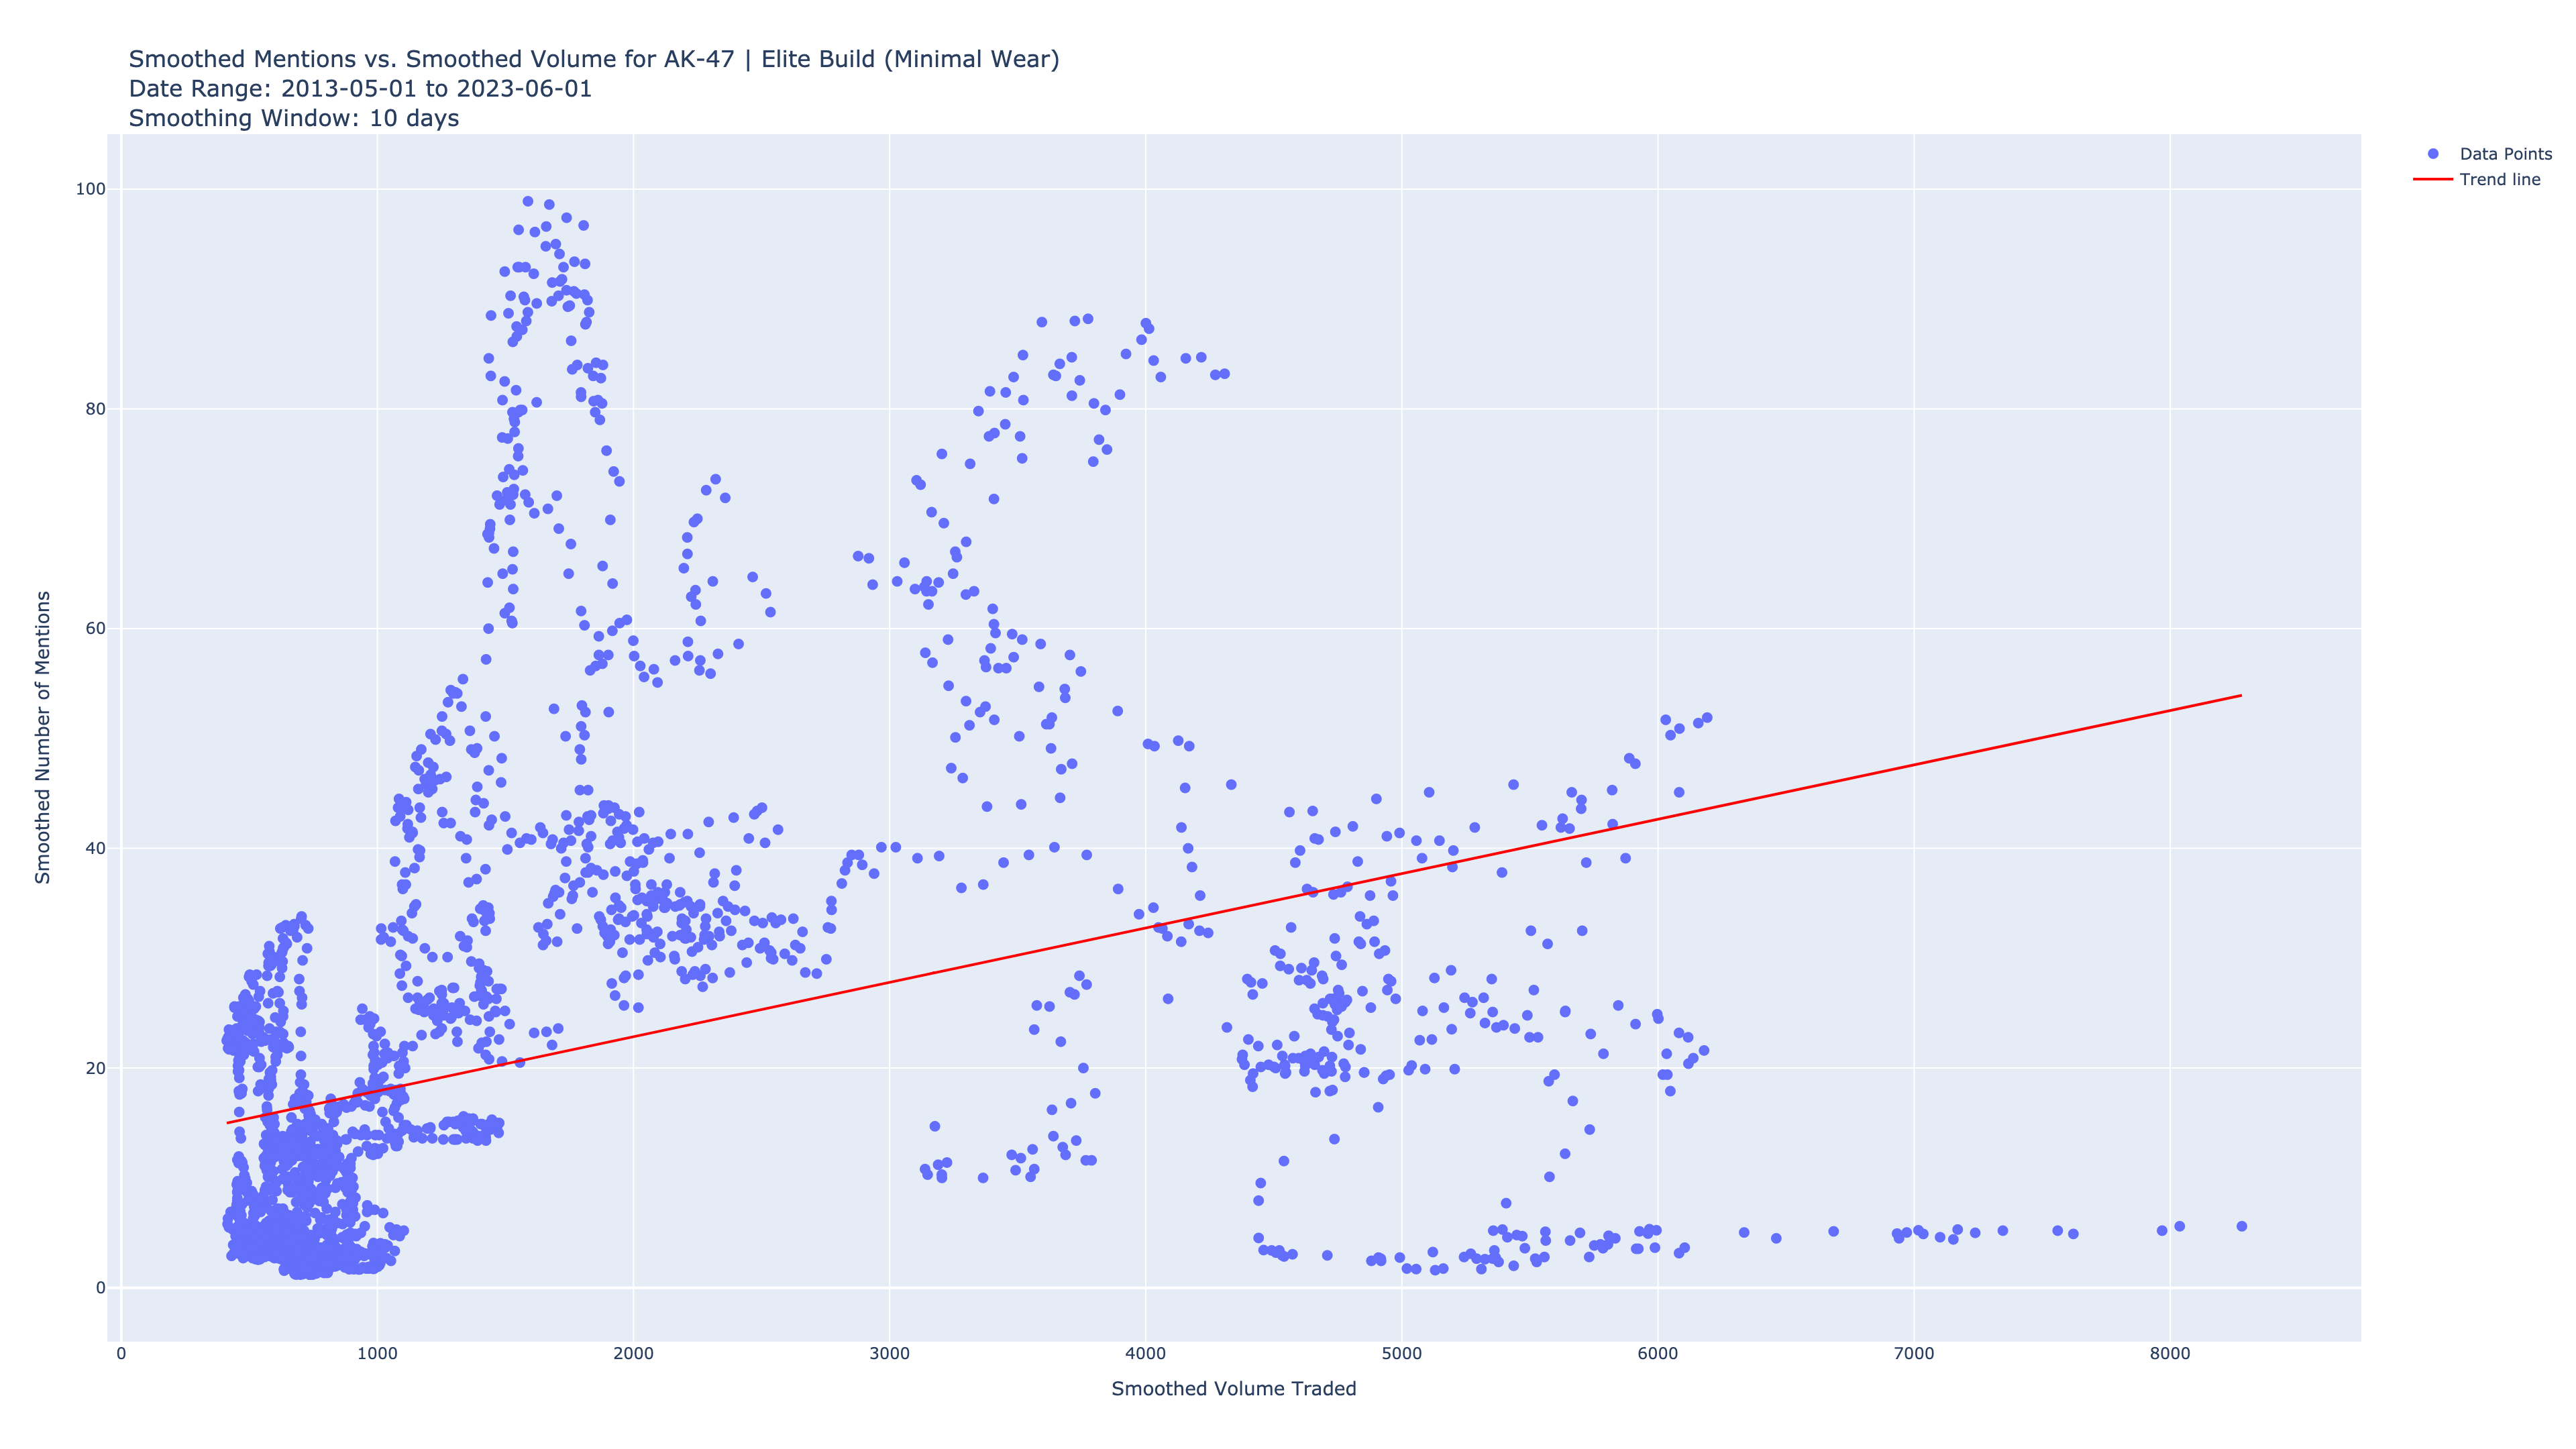 Smoothed Mentions vs. Smoothed Volume for AK-47 | Elite Build (Minimal Wear)
Date Range: 2013-05-01 to 2023-06-01
Smoothing Window: 10 days
Data Points
Trend line
100
80
60
40
20
0
Smoothed Number of Mentions
0 1000 2000 3000 4000 5000 6000 7000 8000
Smoothed Volume Traded